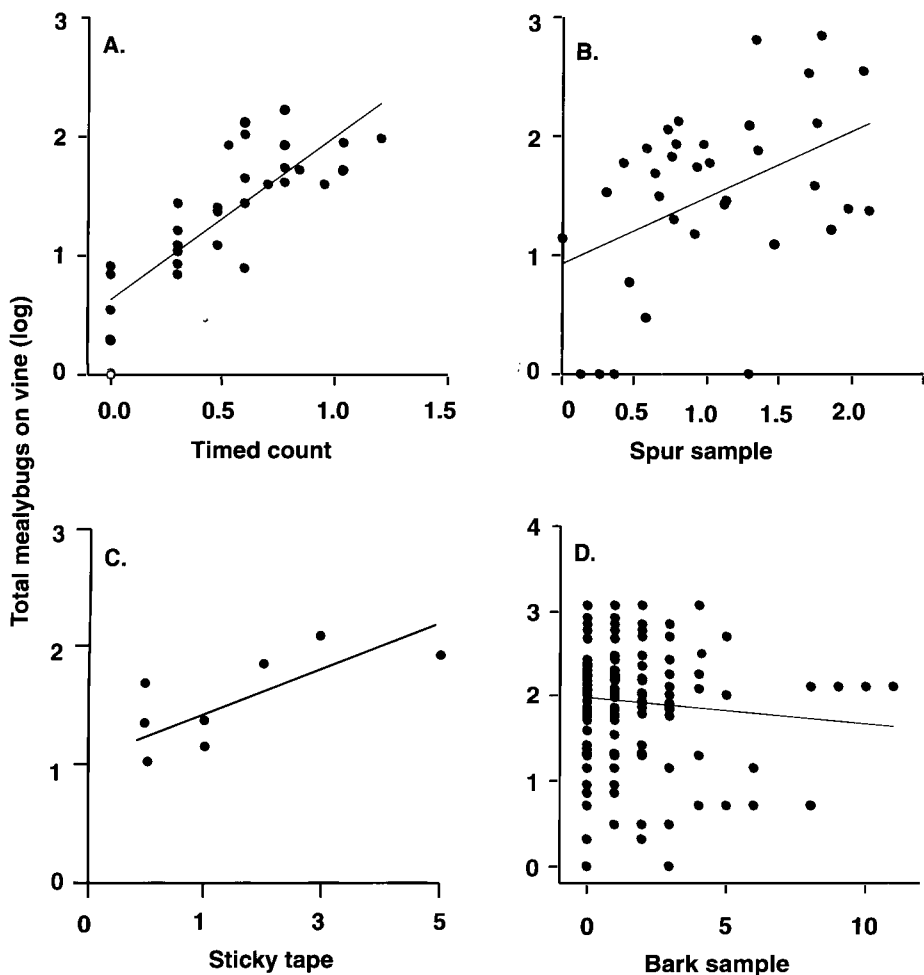 Total mealybugs on vine (log)
A.
3
2
1
0
0.0 0.5 1.0 1.5
Timed count
B.
3
2
1
0
0 0.5 1.0 1.5 2.0
Spur sample
C.
3
2
1
0
0 1 3 5
Sticky tape
D.
4
3
2
1
0
0 5 10
Bark sample